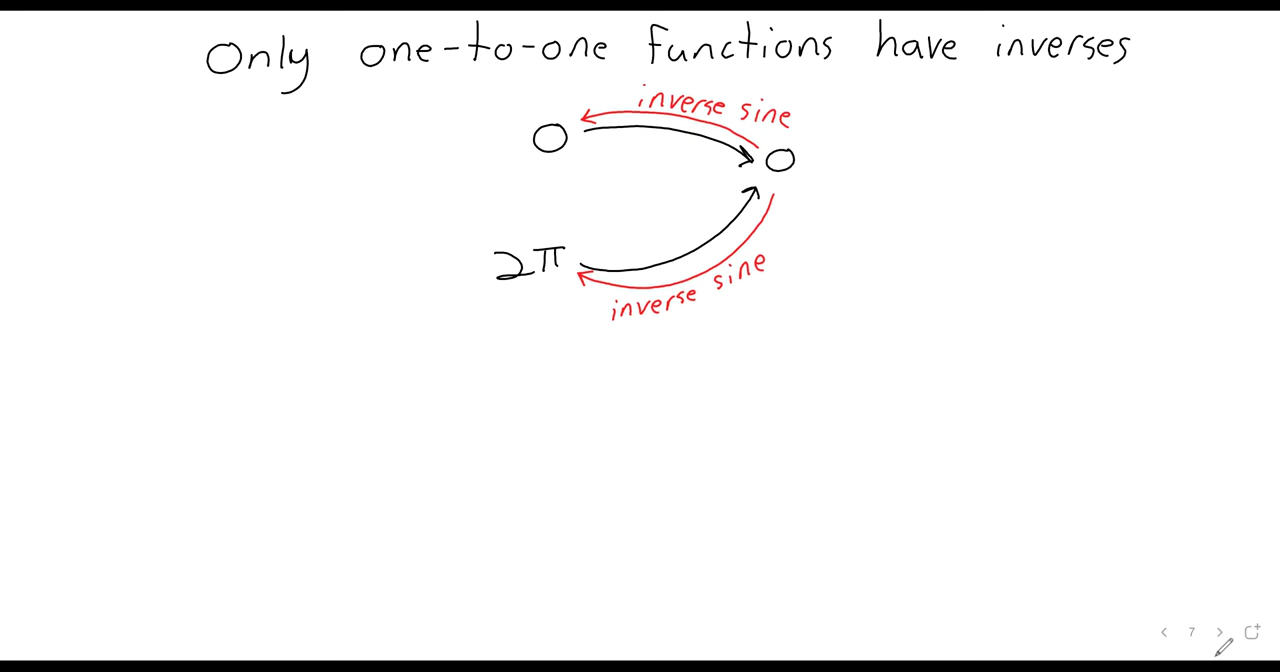 Only one-to-one functions have inverses
inverse sine
0
0
2π
inverse sine
7